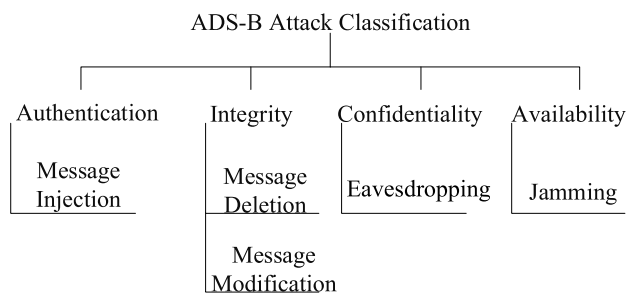 ADS-B Attack Classification
Authentication
Integrity
Confidentiality
Availability
Message
Injection
Message
Deletion
Message
Modification
Eavesdropping
Jamming